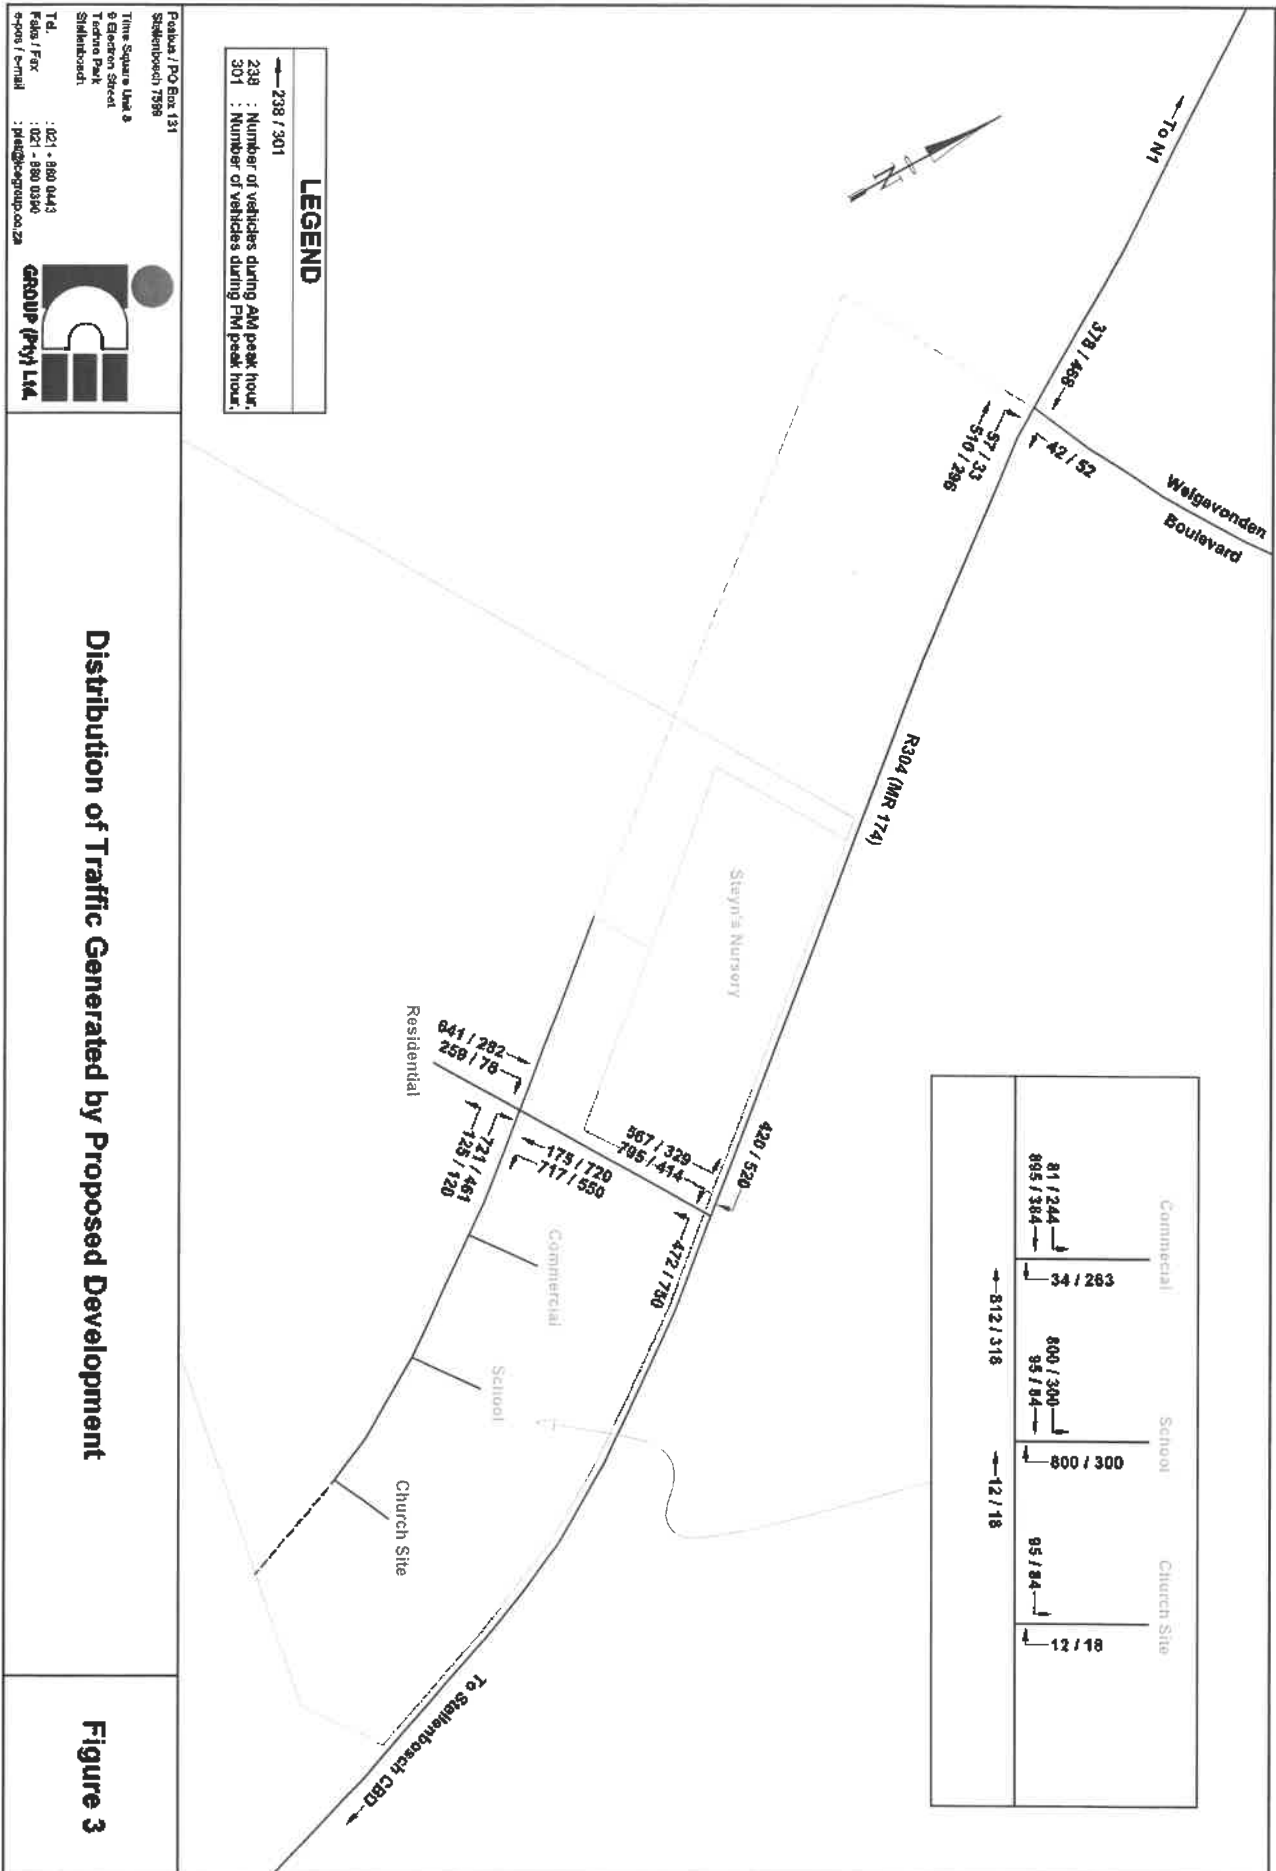 To N1
378 / 468
42 / 52
57 / 33
510 / 296
Welgevonden
Boulevard
R304 (MR 174)
Steyn's Nursery
420 / 520
567 / 329
795 / 414
472 / 750
175 / 720
717 / 550
641 / 282
259 / 78
Residential
721 / 461
125 / 120
Commercial
School
Church Site
To Stellenbosch CBD
Commecial
School
Church Site
81 / 244
895 / 384
34 / 263
800 / 300
95 / 84
800 / 300
95 / 84
12 / 18
812 / 318
12 / 18
LEGEND
238 / 301
238 : Number of vehicles during AM peak hour.
301 : Number of vehicles during PM peak hour.
N
Posbus / PO Box 131
Stellenbosch 7599
Time Square Unit
9 Electron Street
Techno Park
Stellenbosch
Tel. : 021 - 880 0443
Faks / Fax : 021 - 880 0390
e-pos / e-mail
GROUP (Pty) Ltd.
Distribution of Traffic Generated by Proposed Development
Figure 3